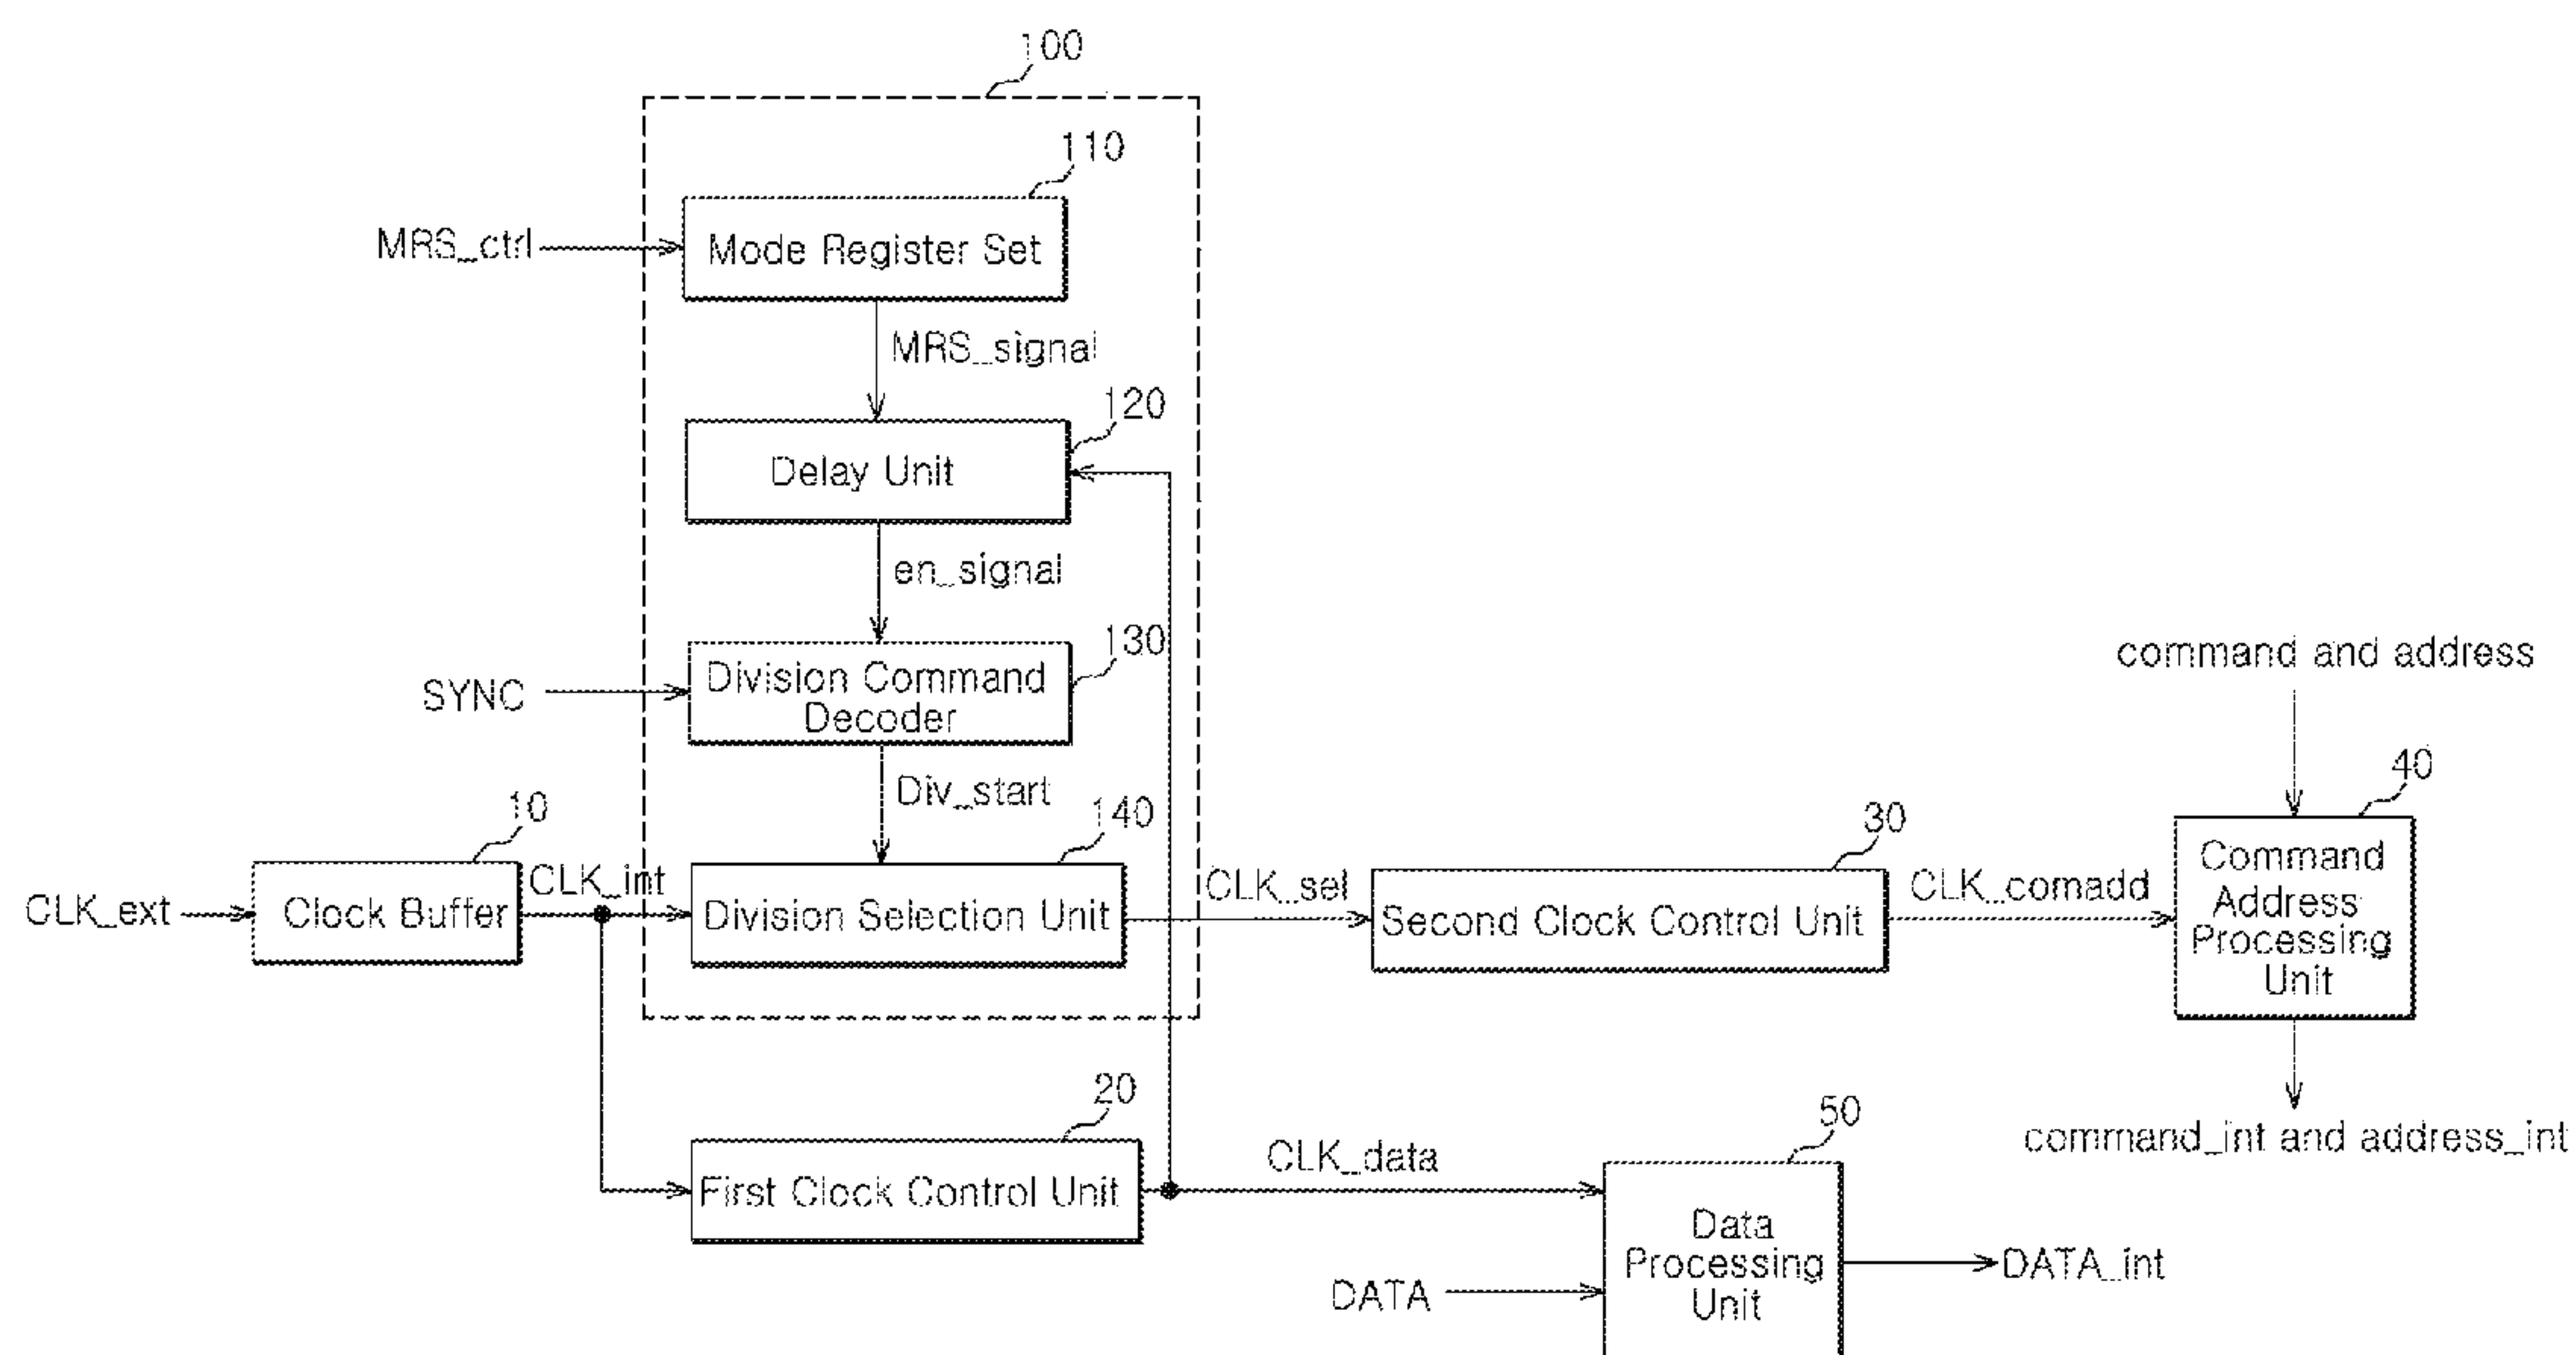 100
110
MRS_ctrl
Mode Register Set
MRS_signal
120
Delay Unit
en_signal
130
SYNC
Division Command
Decoder
command and address
Div_start
10
140
30
40
CLK_ext
Clock Buffer
CLK_int
Division Selection Unit
CLK_sel
Second Clock Control Unit
CLK_comadd
Command
Address
Processing
Unit
20
First Clock Control Unit
CLK_data
50
command_int and address_int
DATA
Data
Processing
Unit
DATA_int